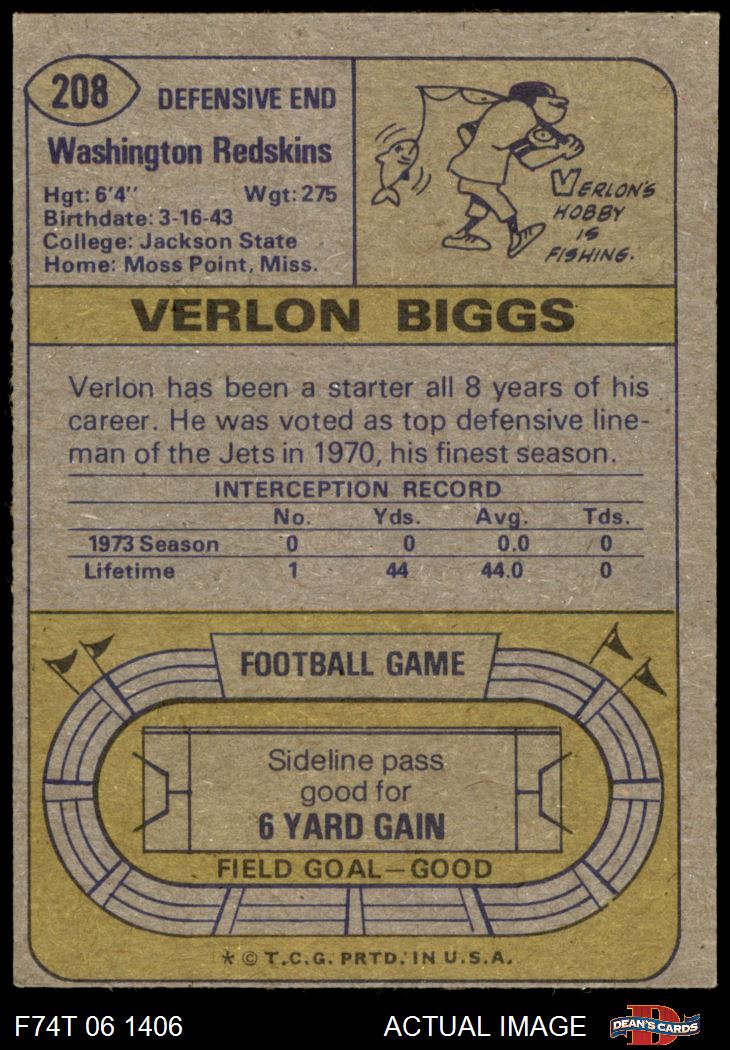 208
DEFENSIVE END
Washington Redskins
Hgt: 6'4" Wgt: 275
Birthdate: 3-16-43
College: Jackson State
Home: Moss Point, Miss.
VERLON'S
HOBBY
IS
FISHING.
VERLON BIGGS
Verlon has been a starter all 8 years of his
career. He was voted as top defensive line-
man of the Jets in 1970, his finest season.
INTERCEPTION RECORD
No. Yds. Avg. Tds.
1973 Season 0 0 0.0 0
Lifetime 1 44 44.0 0
FOOTBALL GAME
Sideline pass
good for
6 YARD GAIN
FIELD GOAL—GOOD
* © T.C.G. PRTD. IN U.S.A.
F74T 06 1406 ACTUAL IMAGE
DEAN'S CARDS